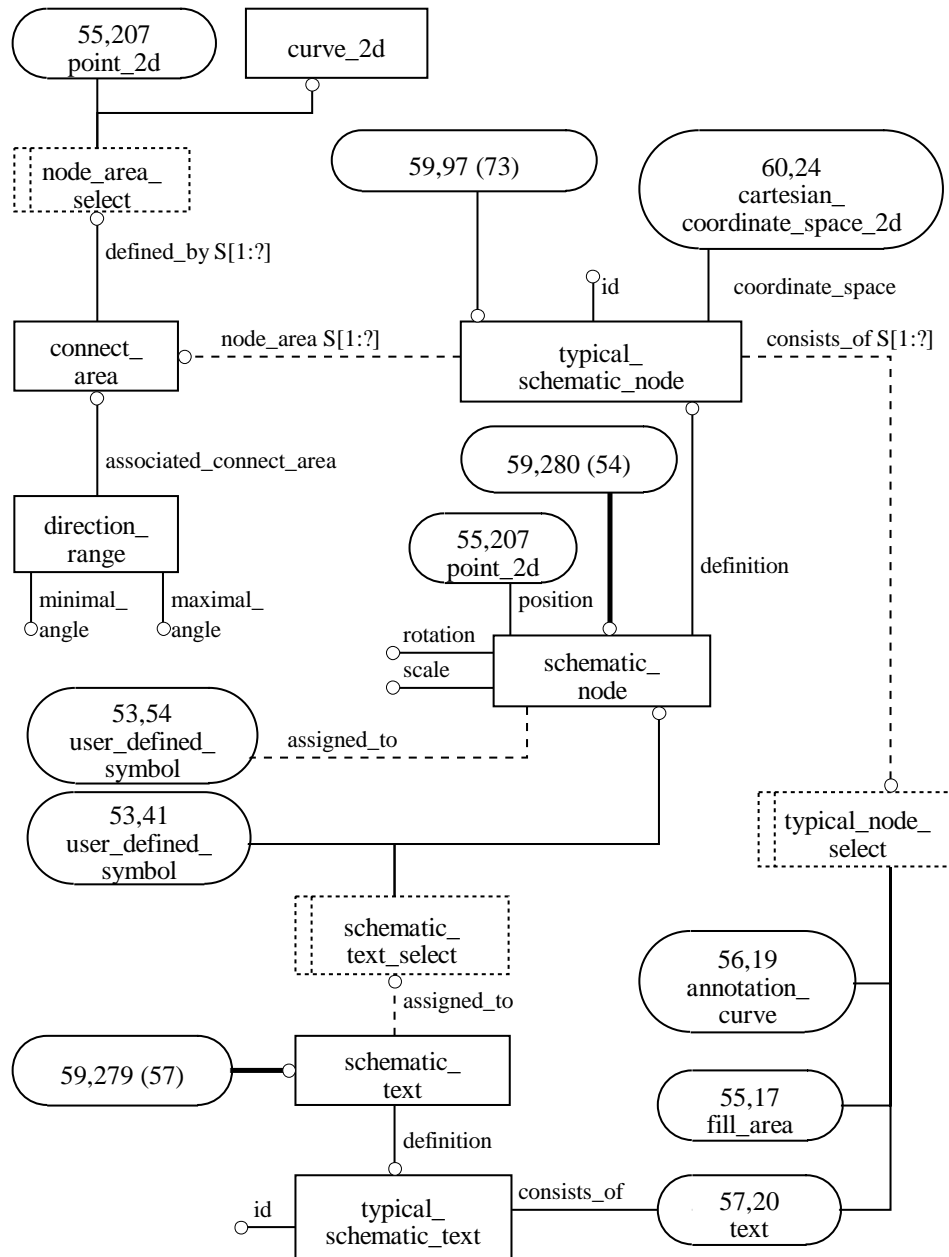 55,207
point_2d
curve_2d
node_area_
select
59,97 (73)
60,24
cartesian_
coordinate_space_2d
defined_by S[1:?]
id
coordinate_space
connect_
area
node_area S[1:?]
typical_
schematic_node
consists_of S[1:?]
associated_connect_area
59,280 (54)
direction_
range
55,207
point_2d
definition
minimal_
angle
maximal_
angle
position
rotation
scale
schematic_
node
53,54
user_defined_
symbol
assigned_to
53,41
user_defined_
symbol
typical_node_
select
schematic_
text_select
56,19
annotation_
curve
assigned_to
59,279 (57)
schematic_
text
55,17
fill_area
definition
id
typical_
schematic_text
consists_of
57,20
text